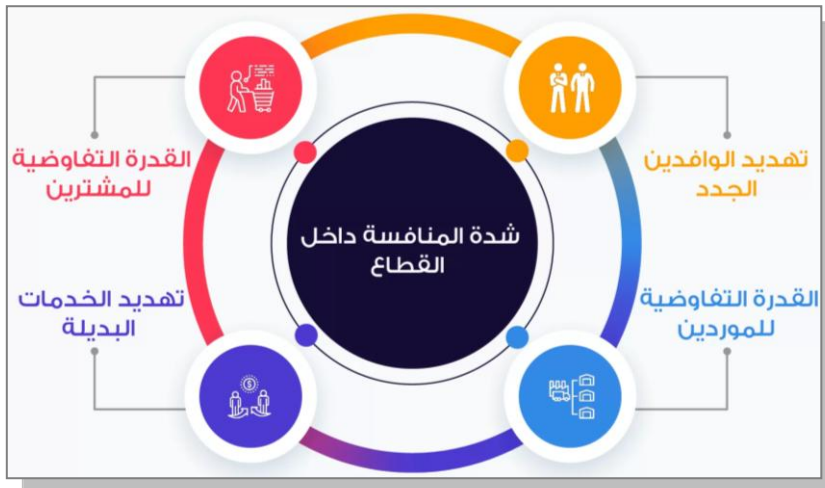 تهديد الوافدين
الجدد
القدرة التفاوضية
للمشترين
شدة المنافسة داخل
القطاع
القدرة التفاوضية
للموردين
تهديد الخدمات
البديلة